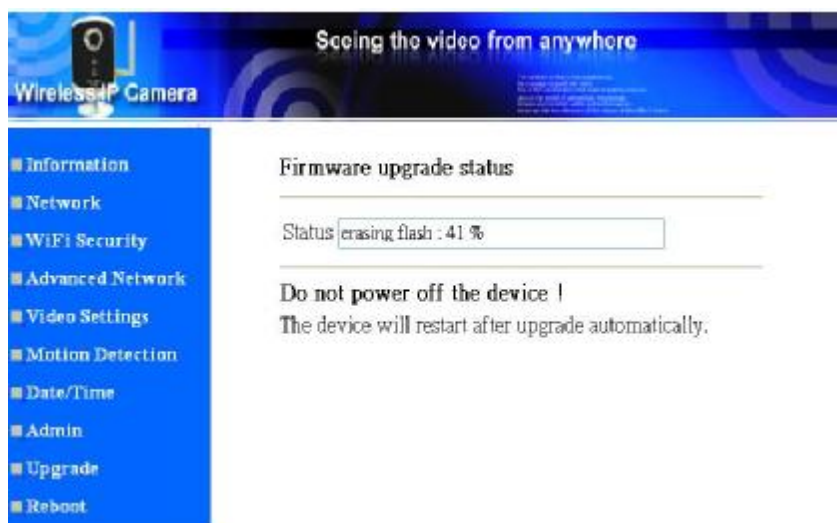 Seeing the video from anywhere
Wireless IP Camera
Information
Network
WiFi Security
Advanced Network
Video Settings
Motion Detection
Date/Time
Admin
Upgrade
Reboot
Firmware upgrade status
Status erasing flash : 41 %
Do not power off the device !
The device will restart after upgrade automatically.